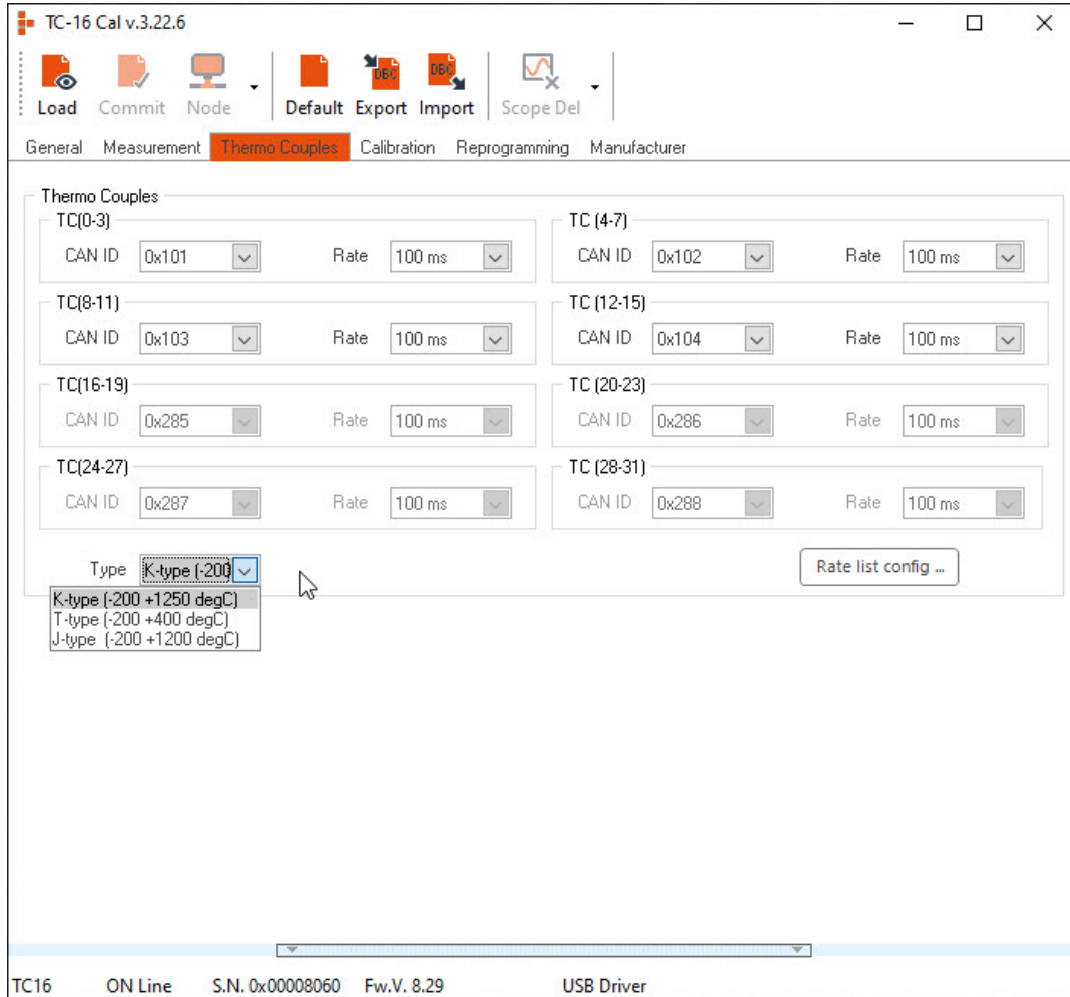 TC-16 Cal v.3.22.6
DBC DBC
Load Commit Node Default Export Import Scope Del
General Measurement Thermo Couples Calibration Reprogramming Manufacturer
Thermo Couples
TC(0-3) TC (4-7)
CAN ID 0x101 Rate 100 ms CAN ID 0x102 Rate 100 ms
TC(8-11) TC (12-15)
CAN ID 0x103 Rate 100 ms CAN ID 0x104 Rate 100 ms
TC(16-19) TC (20-23)
CAN ID 0x285 Rate 100 ms CAN ID 0x286 Rate 100 ms
TC(24-27) TC (28-31)
CAN ID 0x287 Rate 100 ms CAN ID 0x288 Rate 100 ms
Type K-type (-200 Rate list config ...
K-type (-200 +1250 degC)
T-type (-200 +400 degC)
J-type (-200 +1200 degC)
TC16 ON Line S.N. 0x00008060 Fw.V. 8.29 USB Driver